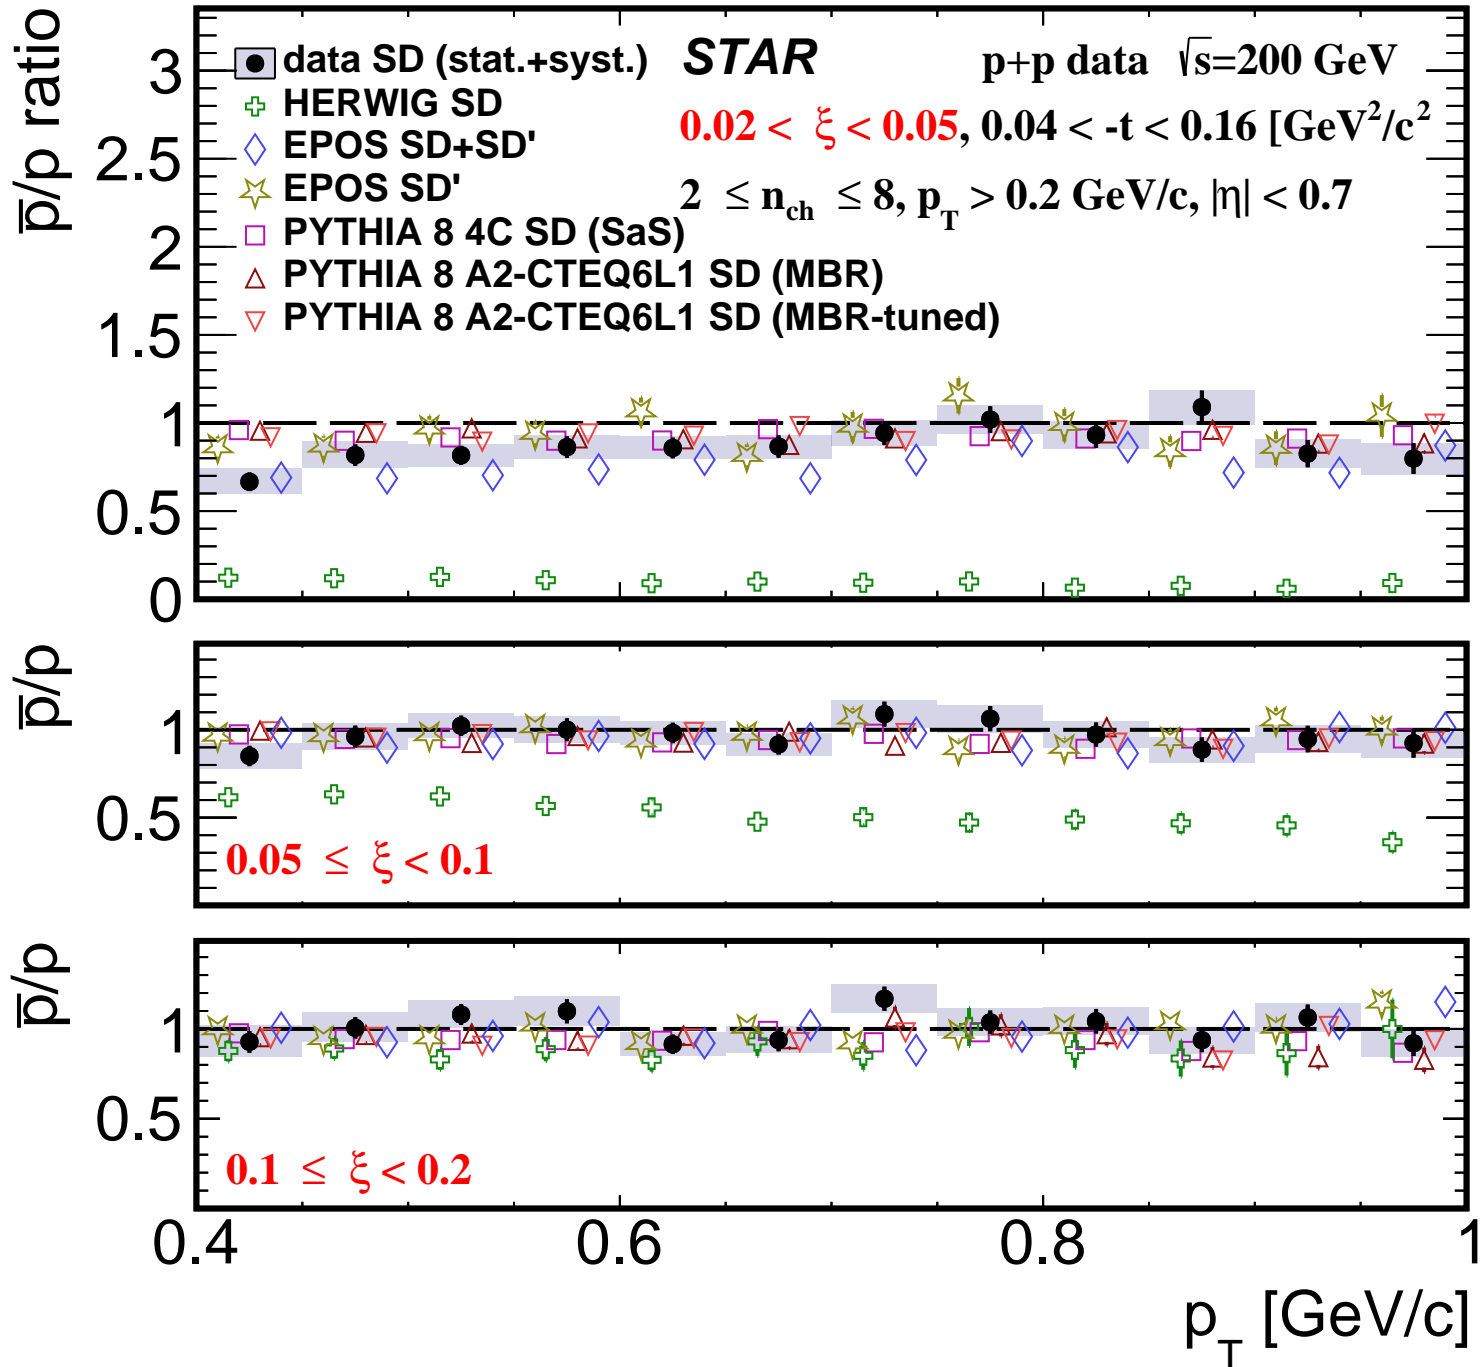 p̅/p ratio
3
2.5
2
1.5
1
0.5
0
data SD (stat.+syst.)
HERWIG SD
EPOS SD+SD'
EPOS SD'
PYTHIA 8 4C SD (SaS)
PYTHIA 8 A2-CTEQ6L1 SD (MBR)
PYTHIA 8 A2-CTEQ6L1 SD (MBR-tuned)
STAR p+p data √s=200 GeV
0.02 < ξ < 0.05, 0.04 < -t < 0.16 [GeV²/c²
2 ≤ n_ch ≤ 8, p_T > 0.2 GeV/c, |η| < 0.7
p̅/p
1
0.5
0.05 ≤ ξ < 0.1
p̅/p
1
0.5
0.1 ≤ ξ < 0.2
0.4 0.6 0.8 1
p_T [GeV/c]